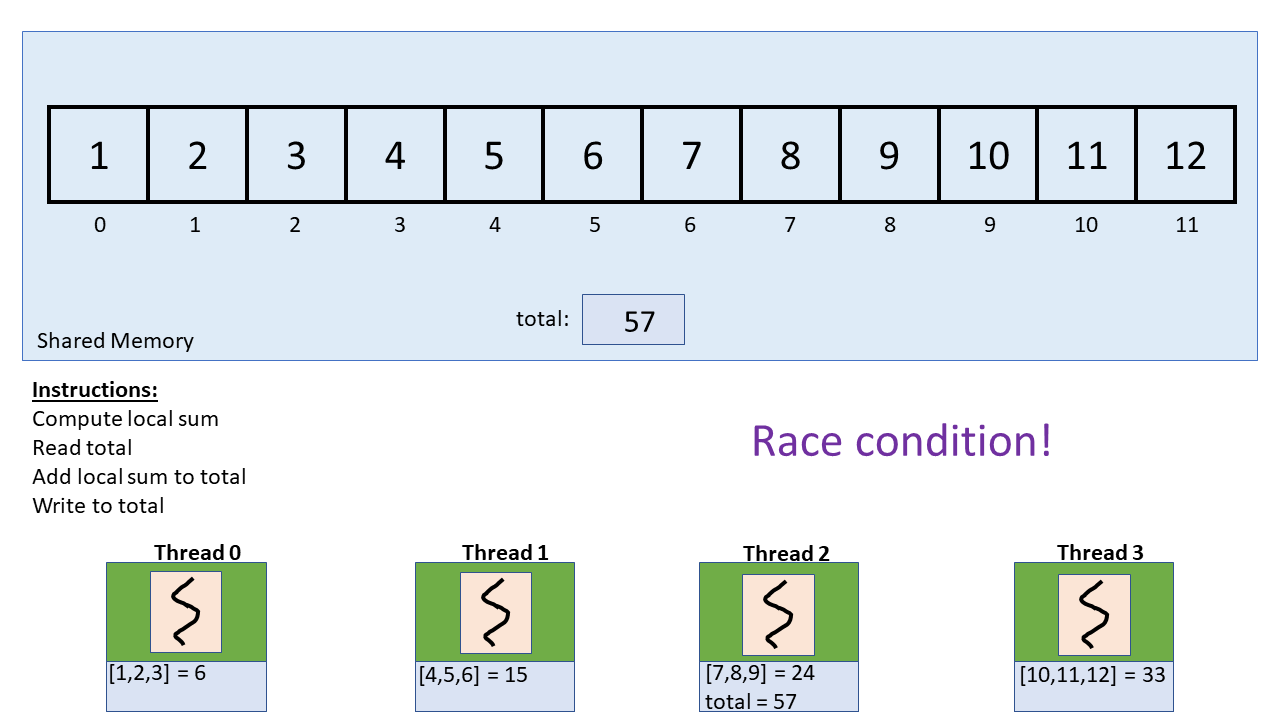 1 2 3 4 5 6 7 8 9 10 11 12
0 1 2 3 4 5 6 7 8 9 10 11
total: 57
Shared Memory
Instructions:
Compute local sum
Read total
Add local sum to total
Write to total
Race condition!
Thread 0 Thread 1 Thread 2 Thread 3
[1,2,3] = 6 [4,5,6] = 15 [7,8,9] = 24 [10,11,12] = 33
total = 57